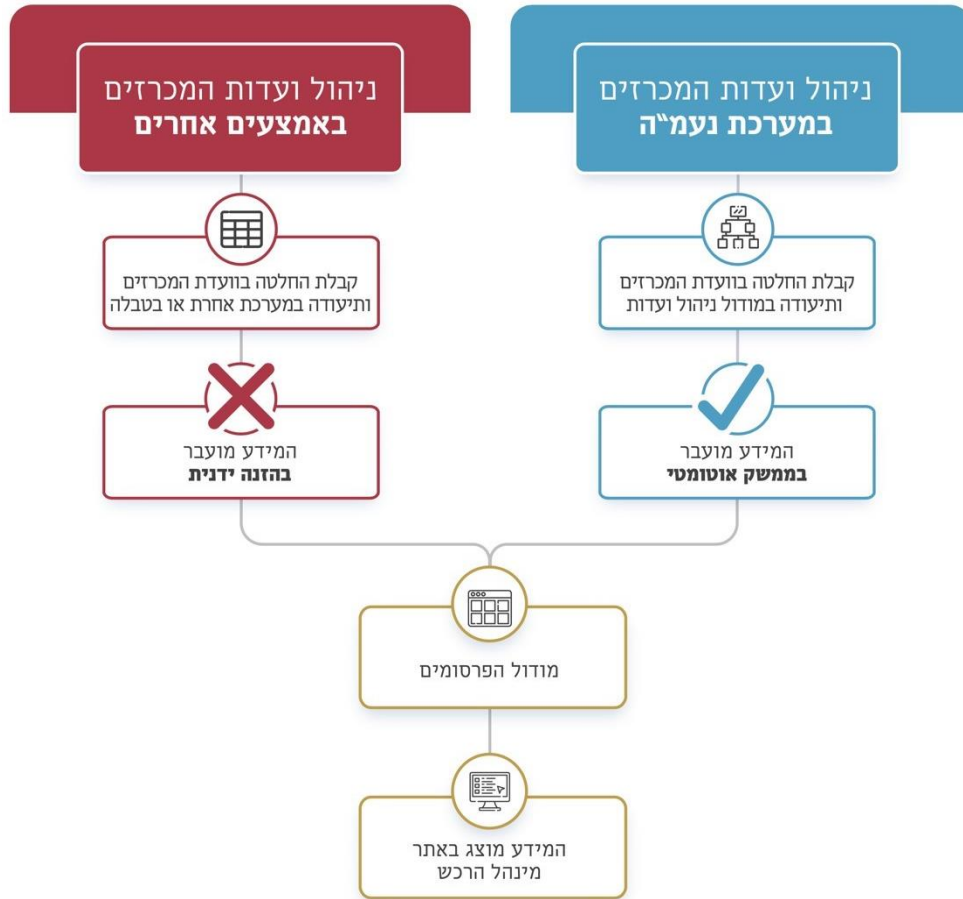 ניהול ועדות המכרזים
במערכת נעמ"ה
קבלת החלטה בוועדת המכרזים
ותיעודה במודול ניהול ועדות
המידע מועבר
בממשק אוטומטי
ניהול ועדות המכרזים
באמצעים אחרים
קבלת החלטה בוועדת המכרזים
ותיעודה במערכת אחרת או בטבלה
המידע מועבר
בהזנה ידנית
מודול הפרסומים
המידע מוצג באתר
מינהל הרכש